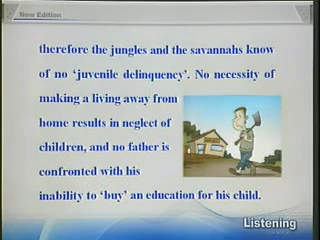 New Edition
therefore the jungles and the savannahs know
of no ‘juvenile delinquency’. No necessity of
making a living away from
home results in neglect of
children, and no father is
confronted with his
inability to ‘buy’ an education for his child.
Listening